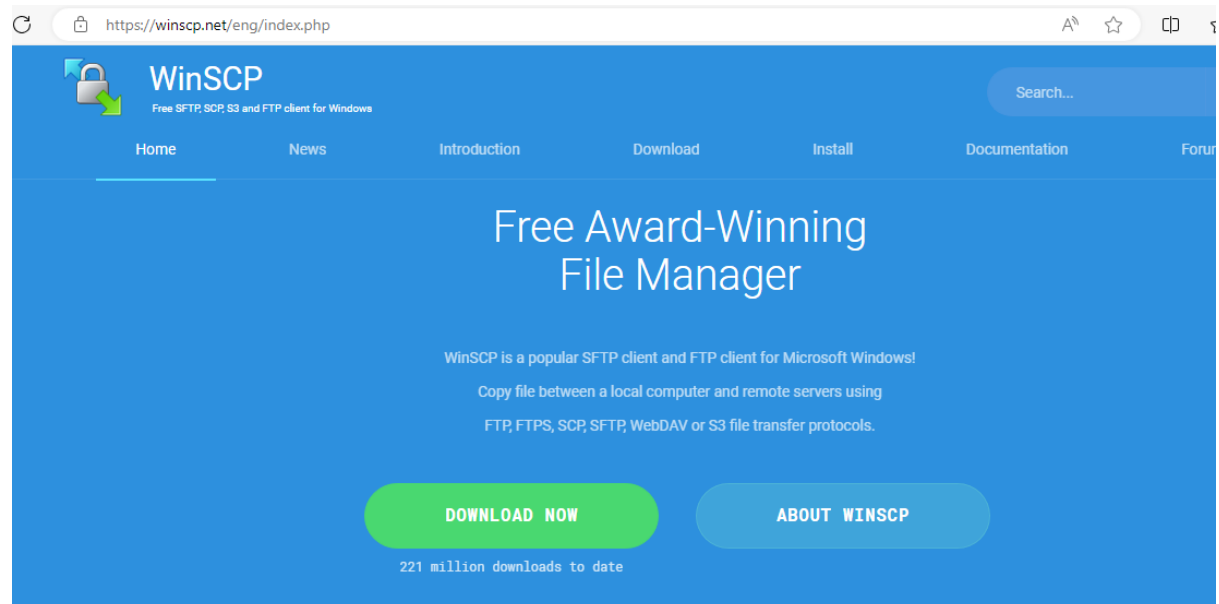 https://winscp.net/eng/index.php
WinSCP
Free SFTP, SCP, S3 and FTP client for Windows
Search...
Home News Introduction Download Install Documentation
Free Award-Winning
File Manager
WinSCP is a popular SFTP client and FTP client for Microsoft Windows!
Copy file between a local computer and remote servers using
FTP, FTPS, SCP, SFTP, WebDAV or S3 file transfer protocols.
DOWNLOAD NOW ABOUT WINSCP
221 million downloads to date